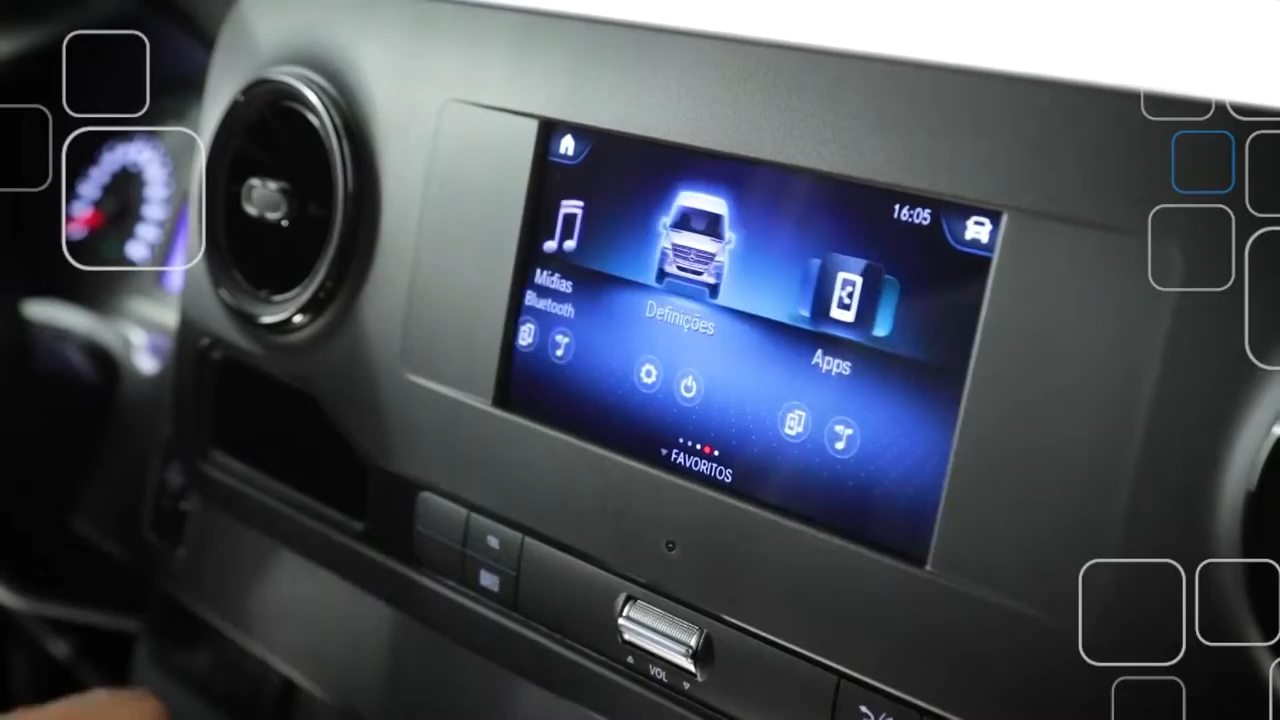 16:05
Mídias
Bluetooth
Definições
Apps
FAVORITOS
VOL